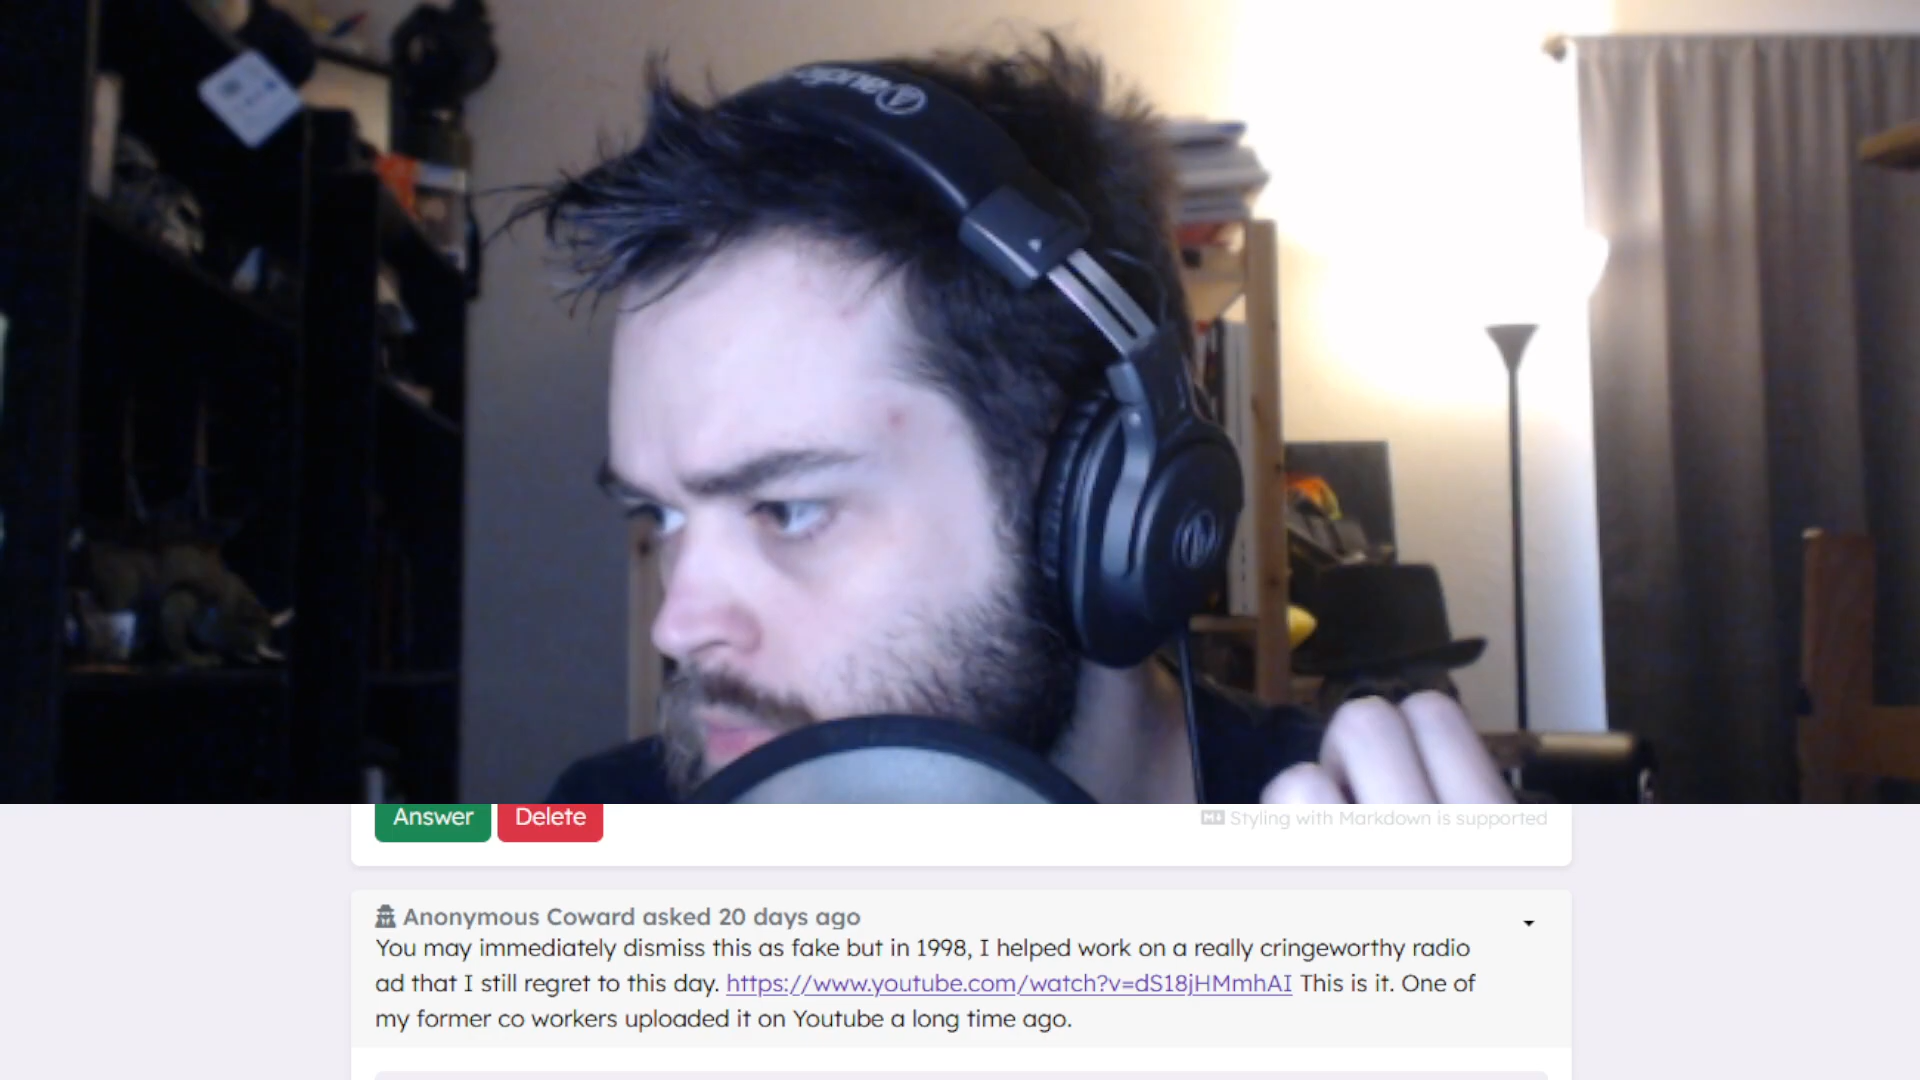 audio
Answer Delete
Styling with Markdown is supported
Anonymous Coward asked 20 days ago
You may immediately dismiss this as fake but in 1998, I helped work on a really cringeworthy radio
ad that I still regret to this day. https://www.youtube.com/watch?v=dS18jHMmhAI This is it. One of
my former co workers uploaded it on Youtube a long time ago.